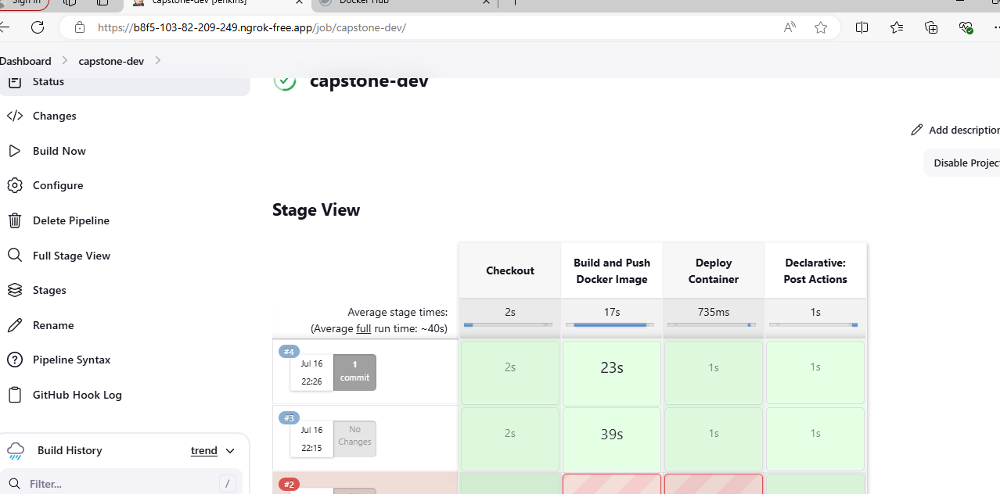 Sign in
capstone-dev [Jenkins]
Docker Hub
https://b8f5-103-82-209-249.ngrok-free.app/job/capstone-dev/
Dashboard
capstone-dev
Status
Changes
Build Now
Configure
Delete Pipeline
Full Stage View
Stages
Rename
Pipeline Syntax
GitHub Hook Log
Build History
trend
Filter...
/
capstone-dev
Add description
Disable Projec
Stage View
Checkout
Build and Push
Docker Image
Deploy
Container
Declarative:
Post Actions
Average stage times:
(Average full run time: ~40s)
2s
17s
735ms
1s
#4
Jul 16
22:26
1
commit
2s
23s
1s
1s
#3
Jul 16
22:15
No
Changes
2s
39s
1s
1s
#2